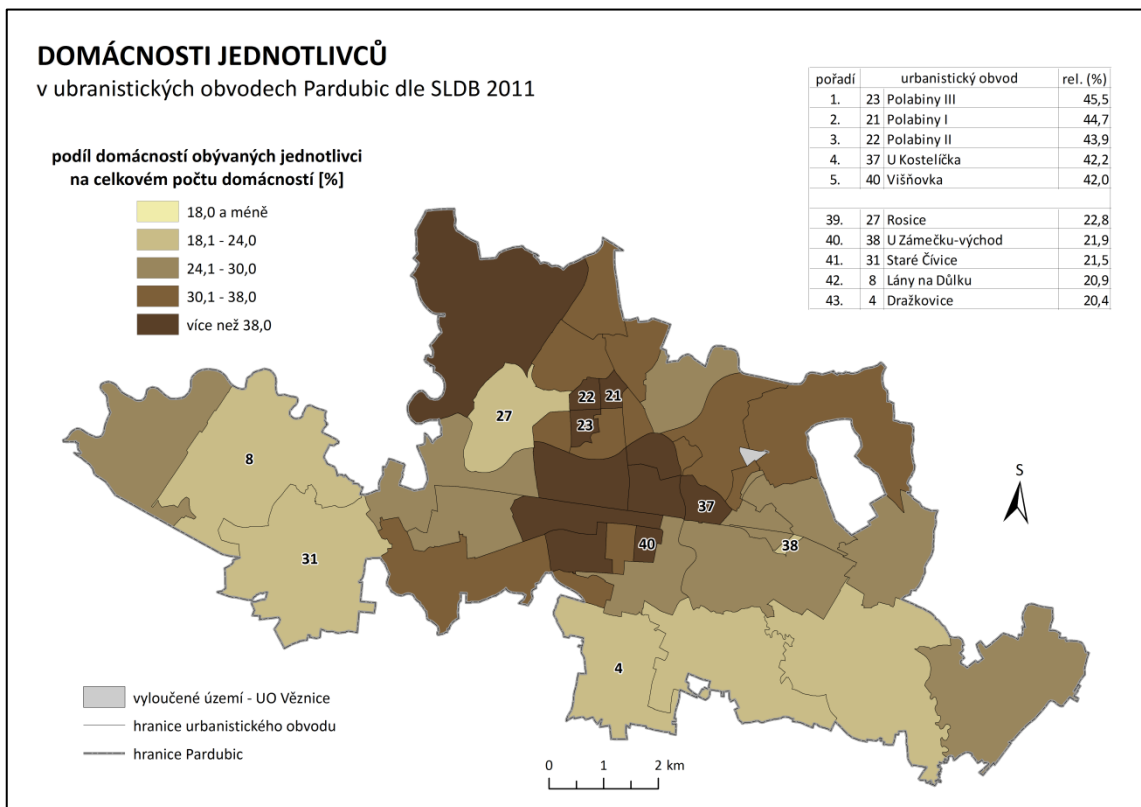 DOMÁCNOSTI JEDNOTLIVCŮ
v ubranistických obvodech Pardubic dle SLDB 2011
pořadí urbanistický obvod rel. (%)
1. 23 Polabiny III 45,5
2. 21 Polabiny I 44,7
3. 22 Polabiny II 43,9
4. 37 U Kostelíčka 42,2
5. 40 Višňovka 42,0
39. 27 Rosice 22,8
40. 38 U Zámečku-východ 21,9
41. 31 Staré Čívice 21,5
42. 8 Lány na Důlku 20,9
43. 4 Dražkovice 20,4
podíl domácností obývaných jednotlivci
na celkovém počtu domácností [%]
18,0 a méně
18,1 - 24,0
24,1 - 30,0
30,1 - 38,0
více než 38,0
22 21
27
23
8
37
40 38
31
4
S
vyloučené území - UO Věznice
hranice urbanistického obvodu
hranice Pardubic
0 1 2 km